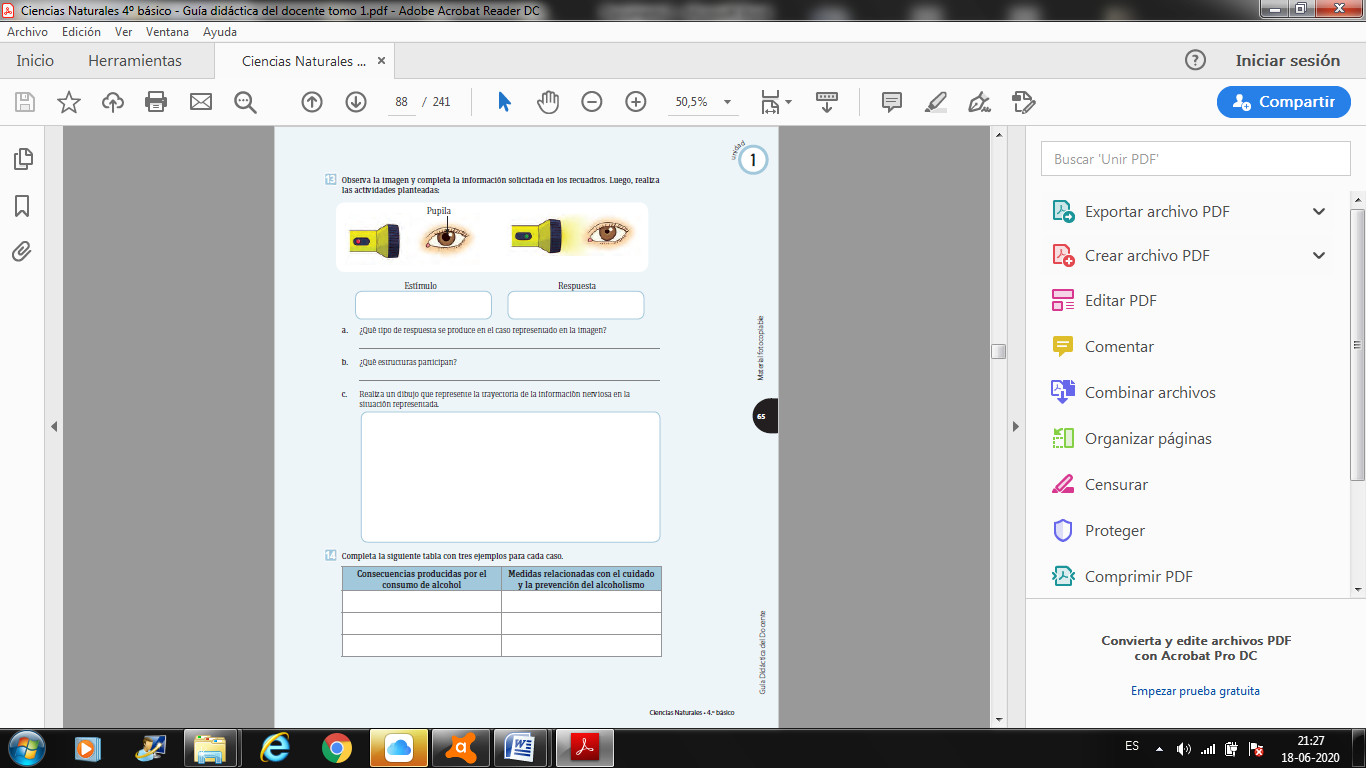 Ciencias Naturales 4º básico - Guía didáctica del docente tomo 1.pdf - Adobe Acrobat Reader DC
Archivo Edición Ver Ventana Ayuda
Inicio Herramientas Ciencias Naturales ... × Iniciar sesión
88 / 241 50,5% Compartir
unidad
1
13 Observa la imagen y completa la información solicitada en los recuadros. Luego, realiza
las actividades planteadas:
Pupila
Estímulo Respuesta
a. ¿Qué tipo de respuesta se produce en el caso representado en la imagen?
b. ¿Qué estructuras participan?
c. Realiza un dibujo que represente la trayectoria de la información nerviosa en la
situación representada.
14 Completa la siguiente tabla con tres ejemplos para cada caso.
Consecuencias producidas por el
consumo de alcohol
Medidas relacionadas con el cuidado
y la prevención del alcoholismo
Material fotocopiable
65
Guía Didáctica del Docente
Ciencias Naturales • 4.º básico
Buscar 'Unir PDF'
Exportar archivo PDF
Crear archivo PDF
Editar PDF
Comentar
Combinar archivos
Organizar páginas
Censurar
Proteger
Comprimir PDF
Convierta y edite archivos PDF
con Acrobat Pro DC
Empezar prueba gratuita
ES
21:27
18-06-2020